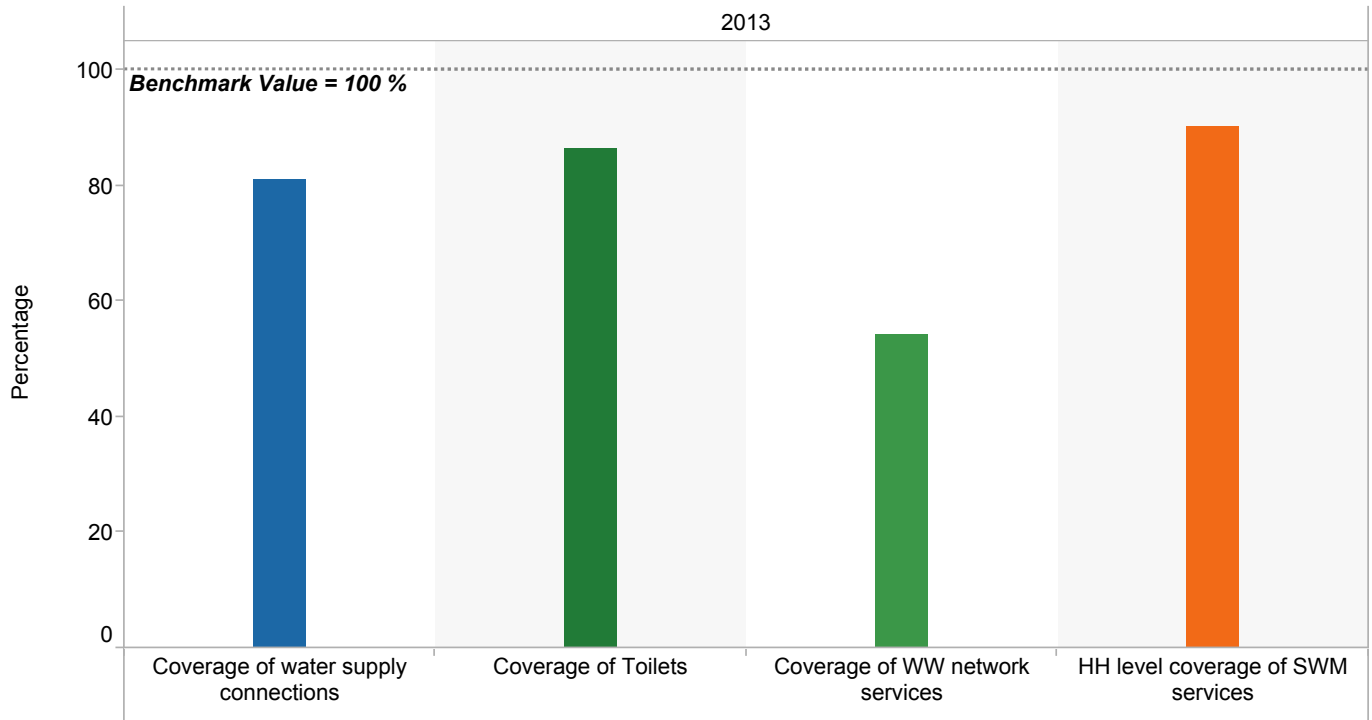 2013
100
Benchmark Value = 100 %
80
60
40
20
0
Percentage
Coverage of water supply
connections
Coverage of Toilets
Coverage of WW network
services
HH level coverage of SWM
services